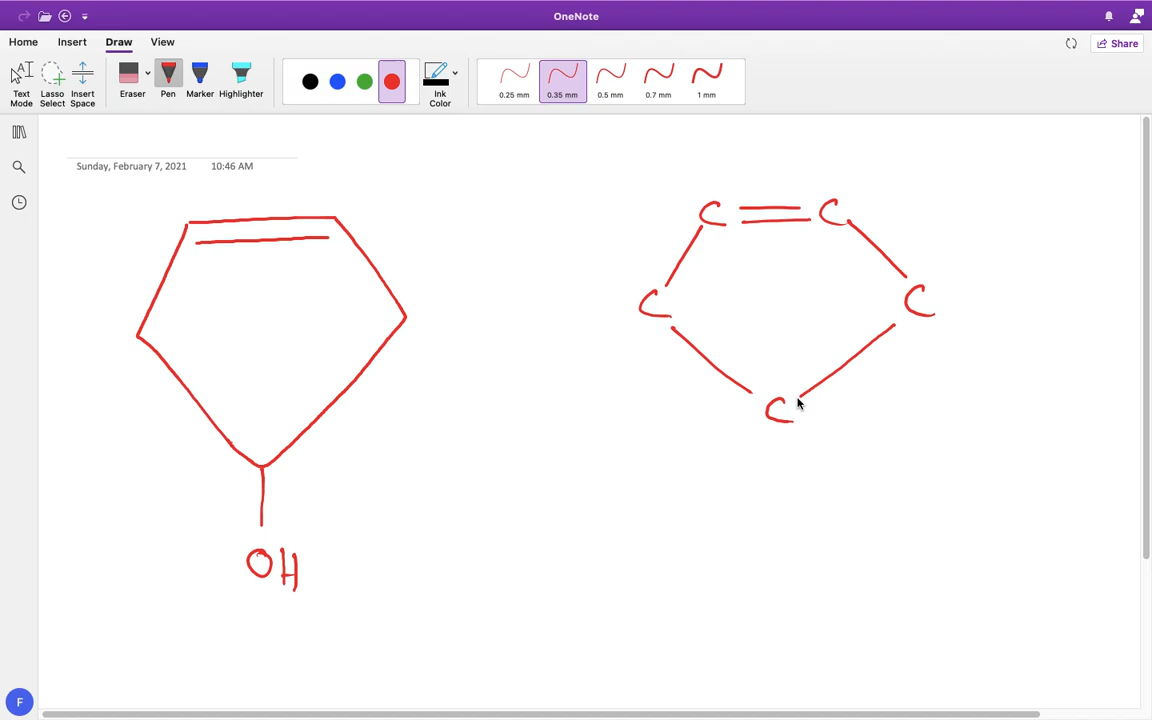 OneNote
Home Insert Draw View
Share
Text Mode
Lasso Select
Insert Space
Eraser
Pen
Marker
Highlighter
Ink Color
0.25 mm
0.35 mm
0.5 mm
0.7 mm
1 mm
Sunday, February 7, 2021 10:46 AM
C C
C C
C
OH
F